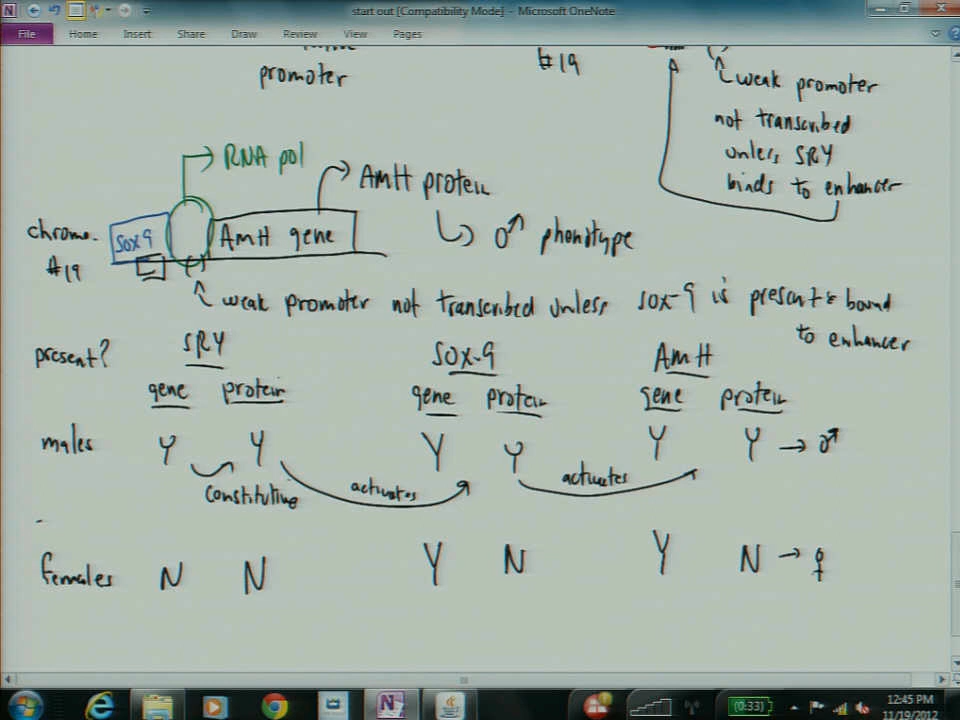 start out [Compatibility Mode] - Microsoft OneNote
File Home Insert Share Draw Review View Pages
promoter
#19
weak promoter
not transcribed
unless SRY
binds to enhancer
RNA pol
AmH protein
chromo.
#19
Sox9
AmH gene
♂ phenotype
weak promoter not transcribed unless sox-9 is present & bound
to enhancer
present?
SRY
SOX-9
AmH
gene protein gene protein gene protein
males Y Y Y Y Y Y → ♂
constitutive
activates
activates
females N N Y N Y N → ♀
(0:33)
12:45 PM
11/19/2012